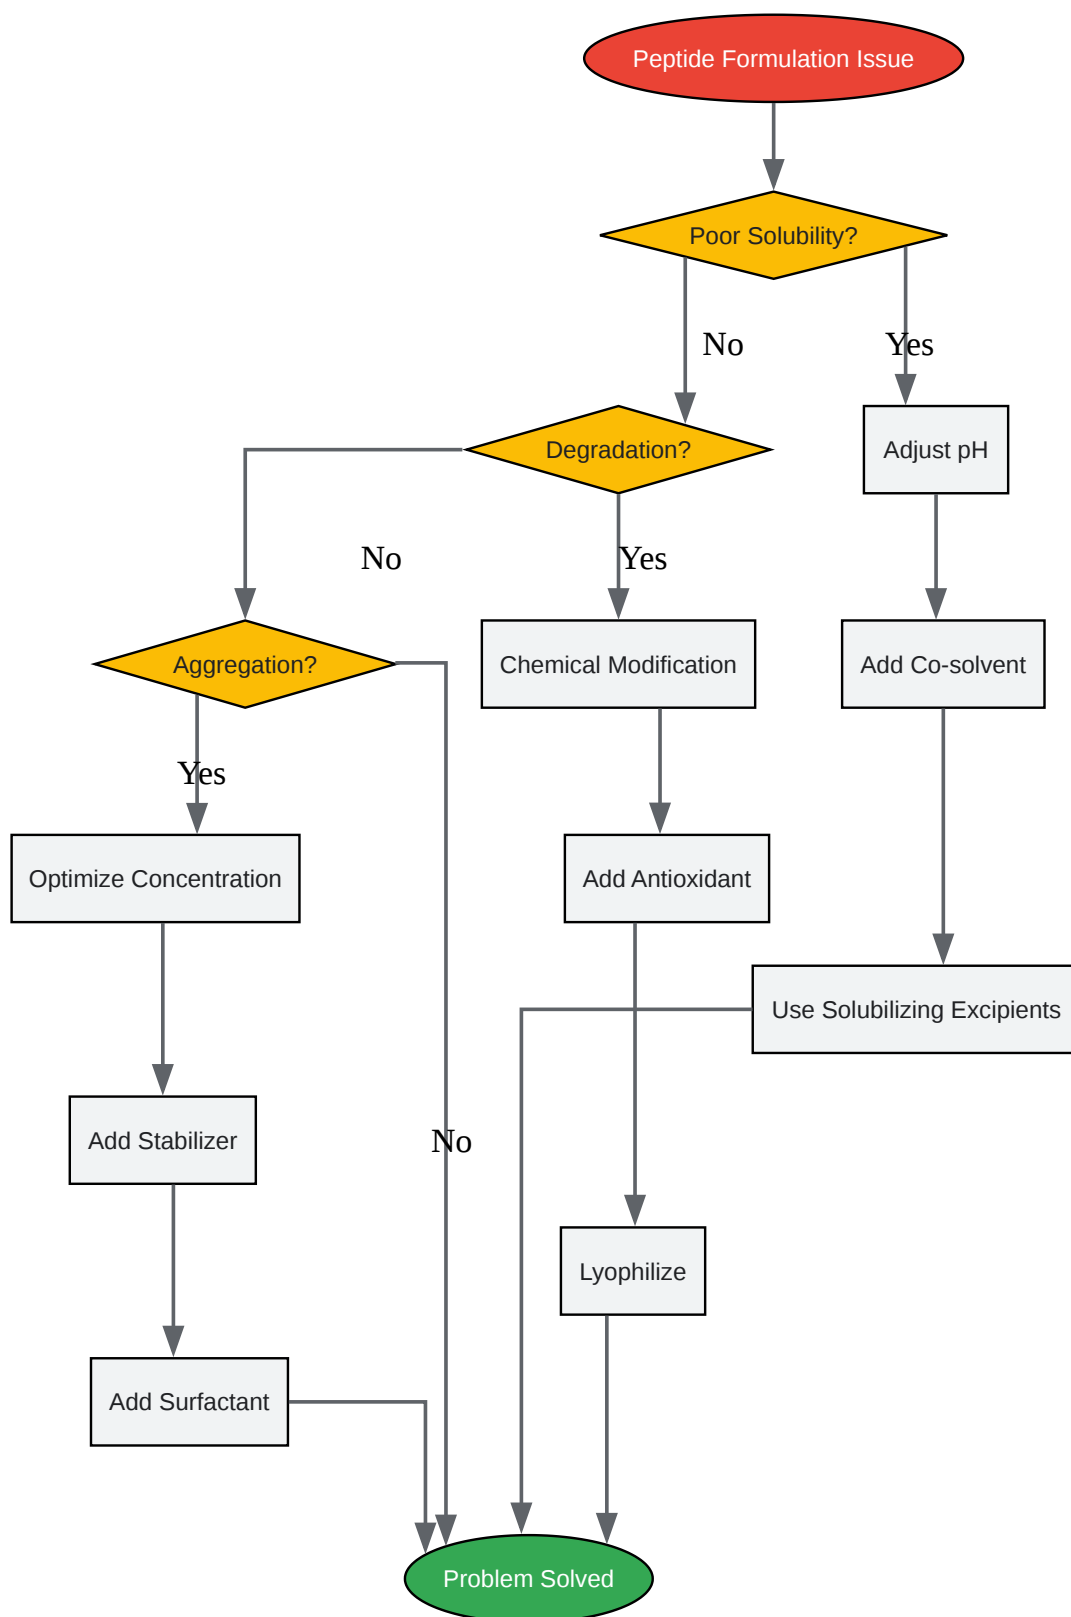 Peptide Formulation Issue
Poor Solubility?
No
Yes
Degradation?
Adjust pH
No
Yes
Aggregation?
Chemical Modification
Add Co-solvent
Yes
Optimize Concentration
Add Antioxidant
Use Solubilizing Excipients
Add Stabilizer
No
Lyophilize
Add Surfactant
Problem Solved